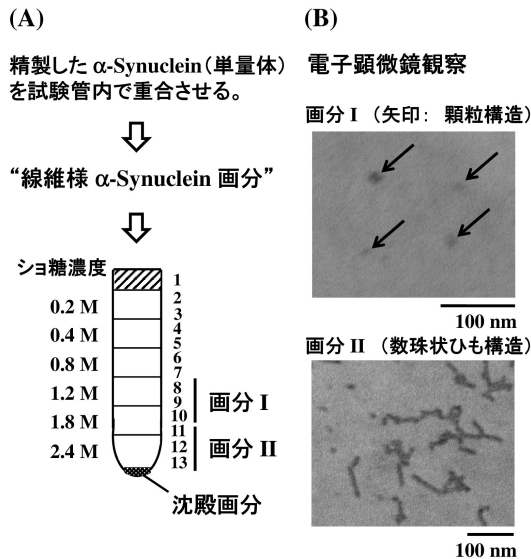 (A)
精製した α-Synuclein（単量体）
を試験管内で重合させる。
“線維様 α-Synuclein 画分”
ショ糖濃度
0.2 M
0.4 M
0.8 M
1.2 M
1.8 M
2.4 M
1
2
3
4
5
6
7
8
9
10
11
12
13
画分 I
画分 II
沈殿画分
(B)
電子顕微鏡観察
画分 I （矢印： 顆粒構造）
100 nm
画分 II （数珠状ひも構造）
100 nm